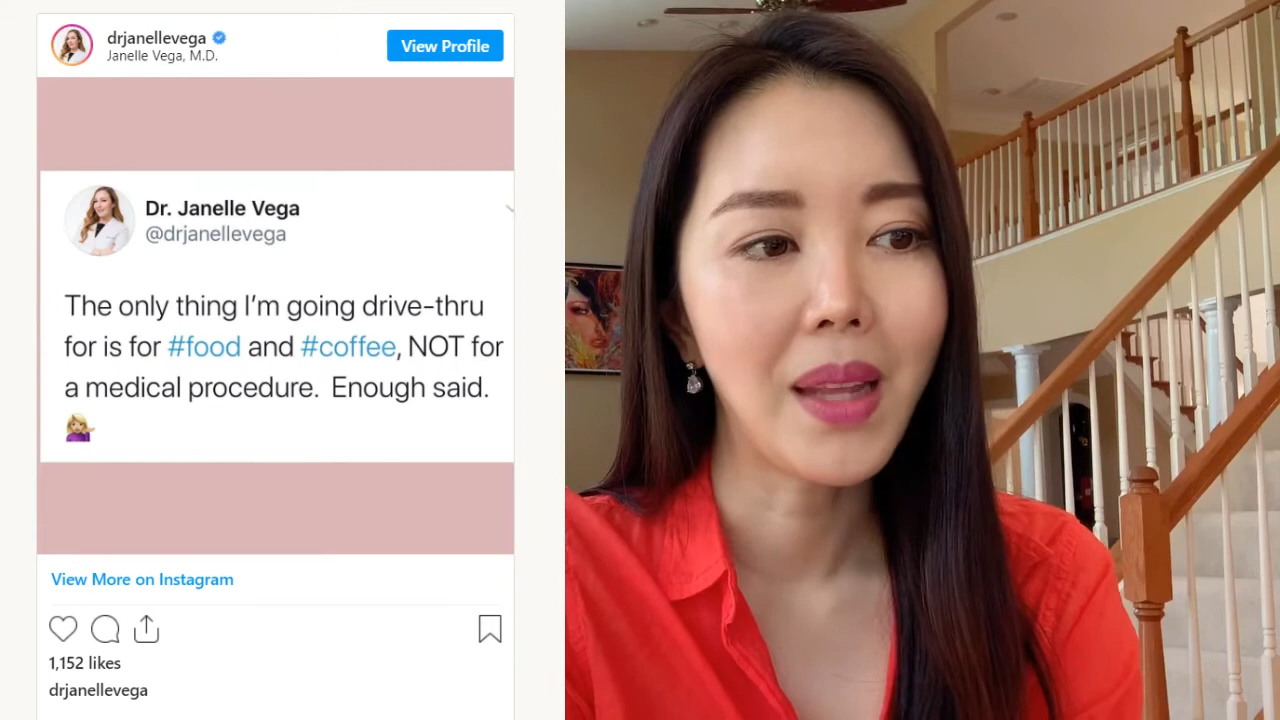 drjanellevega
Janelle Vega, M.D.
View Profile
Dr. Janelle Vega
@drjanellevega
The only thing I'm going drive-thru
for is for #food and #coffee, NOT for
a medical procedure. Enough said.
View More on Instagram
1,152 likes
drjanellevega